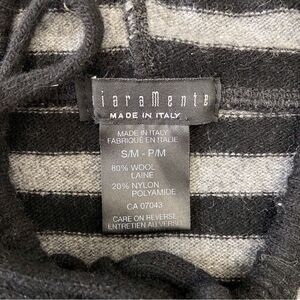 iaramente
MADE IN ITALY
MADE IN ITALY
FABRIQUÉ EN ITALIE
S/M - P/M
80% WOOL
LAINE
20% NYLON
POLYAMIDE
CA 07043
CARE ON REVERSE
ENTRETIEN AU VERSO